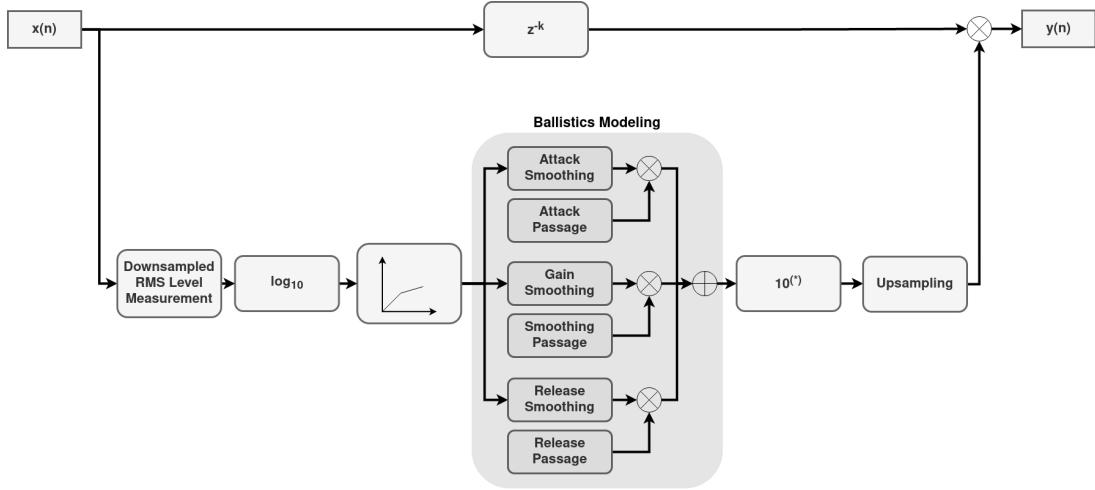 x(n)
z-k
y(n)
Ballistics Modeling
Attack
Smoothing
Attack
Passage
Downsampled
RMS Level
Measurement
log10
Gain
Smoothing
10(*)
Upsampling
Smoothing
Passage
Release
Smoothing
Release
Passage